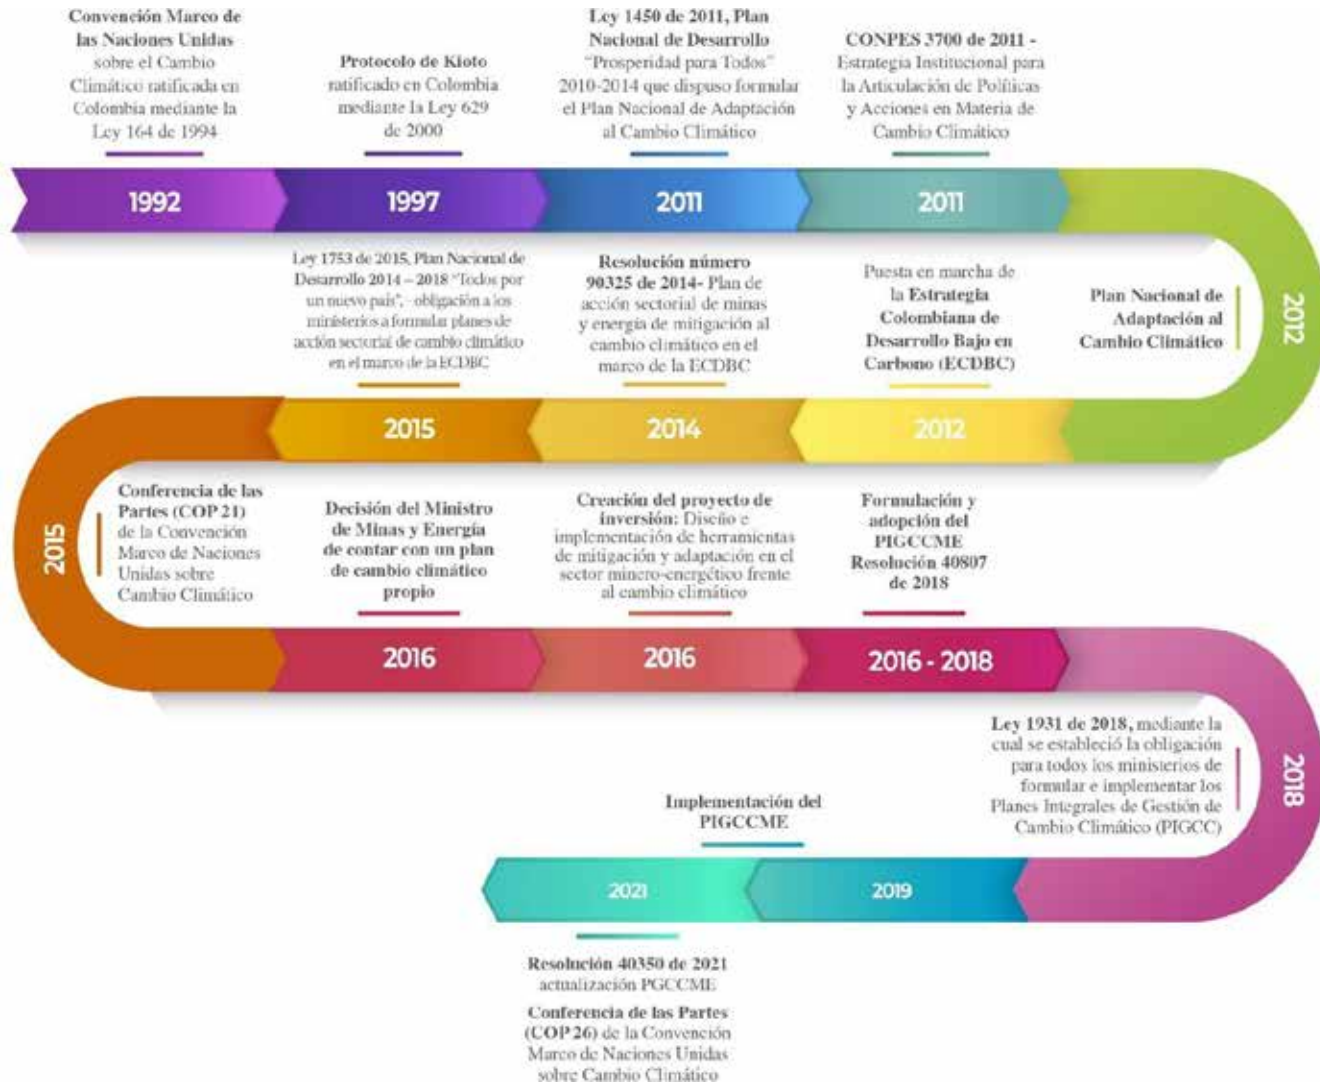 Convención Marco de
las Naciones Unidas
sobre el Cambio
Climático ratificada en
Colombia mediante la
Ley 164 de 1994
1992
Protocolo de Kioto
ratificado en Colombia
mediante la Ley 629
de 2000
1997
Ley 1450 de 2011, Plan
Nacional de Desarrollo
“Prosperidad para Todos”
2010-2014 que dispuso formular
el Plan Nacional de Adaptación
al Cambio Climático
2011
CONPES 3700 de 2011 -
Estrategia Institucional para
la Articulación de Políticas
y Acciones en Materia de
Cambio Climático
2011
Plan Nacional de
Adaptación al
Cambio Climático
2012
Puesta en marcha de
la Estrategia
Colombiana de
Desarrollo Bajo en
Carbono (ECDBC)
2012
Resolución número
90325 de 2014- Plan de
acción sectorial de minas
y energía de mitigación al
cambio climático en el
marco de la ECDBC
2014
Ley 1753 de 2015, Plan Nacional de
Desarrollo 2014 – 2018 “Todos por
un nuevo país”, - obligación a los
ministerios a formular planes de
acción sectorial de cambio climático
en el marco de la ECDBC
2015
Conferencia de las
Partes (COP 21)
de la Convención
Marco de Naciones
Unidas sobre
Cambio Climático
2015
Decisión del Ministro
de Minas y Energía
de contar con un plan
de cambio climático
propio
2016
Creación del proyecto de
inversión: Diseño e
implementación de herramientas
de mitigación y adaptación en el
sector minero-energético frente
al cambio climático
2016
Formulación y
adopción del
PIGCCME
Resolución 40807
de 2018
2016 - 2018
Ley 1931 de 2018, mediante la
cual se estableció la obligación
para todos los ministerios de
formular e implementar los
Planes Integrales de Gestión de
Cambio Climático (PIGCC)
2018
Implementación del
PIGCCME
2019
2021
Resolución 40350 de 2021
actualización PGCCME
Conferencia de las Partes
(COP 26) de la Convención
Marco de Naciones Unidas
sobre Cambio Climático